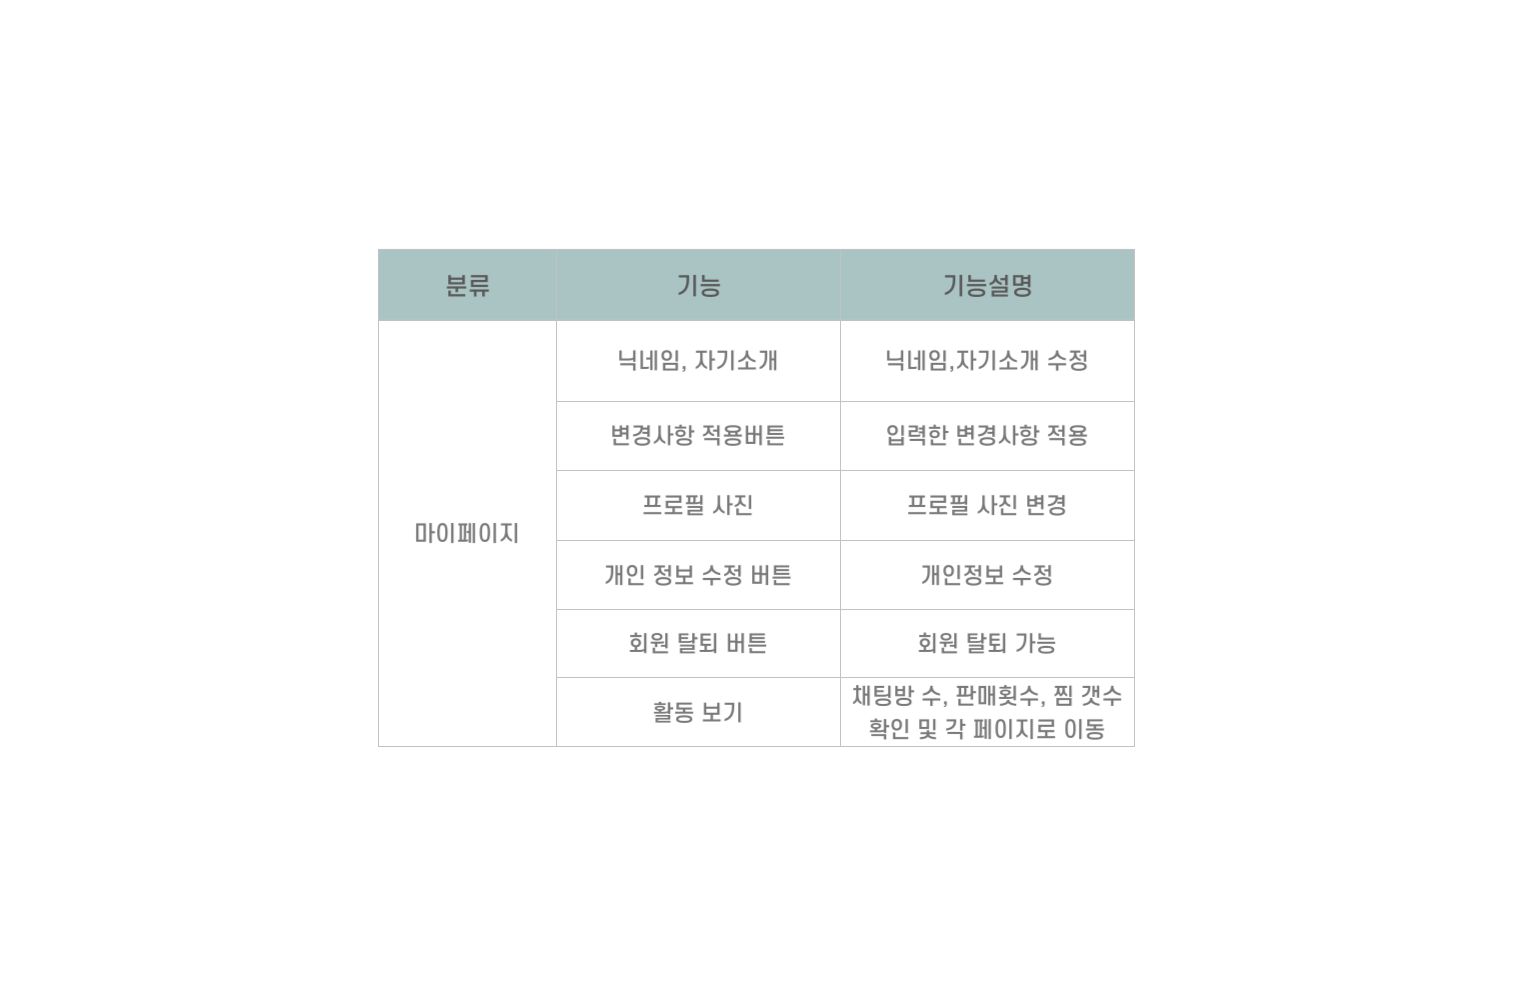 분류 기능 기능설명
닉네임, 자기소개 닉네임,자기소개 수정
변경사항 적용버튼 입력한 변경사항 적용
프로필 사진 프로필 사진 변경
마이페이지
개인 정보 수정 버튼 개인정보 수정
회원 탈퇴 버튼 회원 탈퇴 가능
활동 보기
채팅방 수, 판매횟수, 찜 갯수
확인 및 각 페이지로 이동